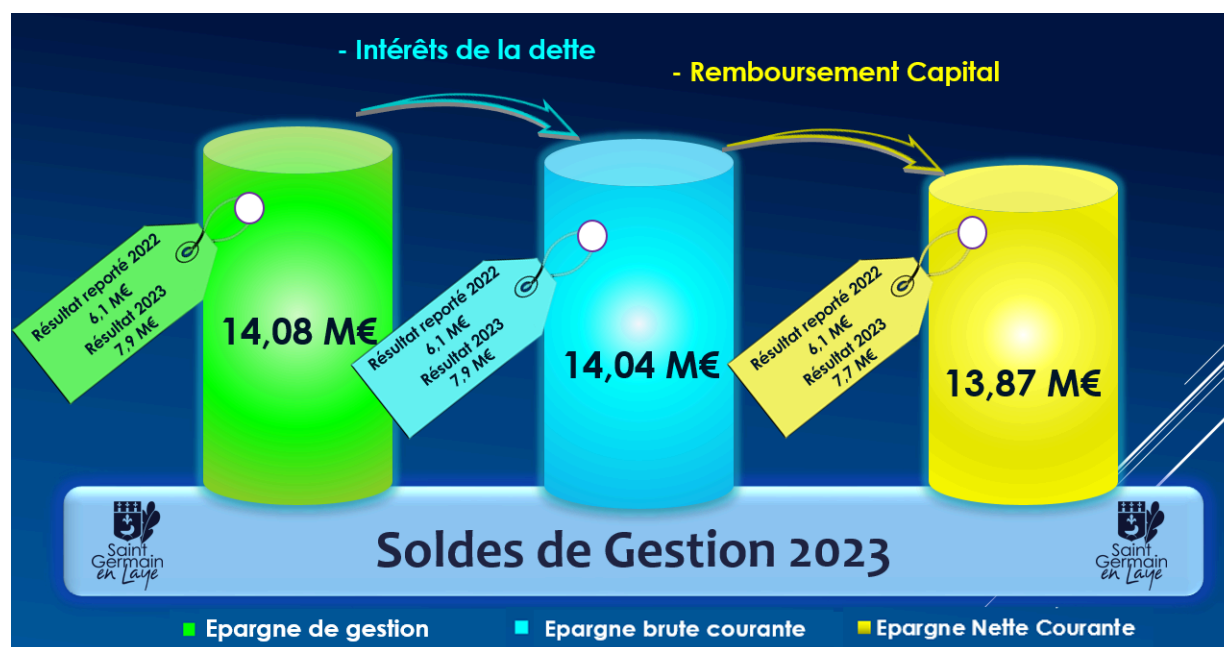 - Intérêts de la dette
- Remboursement Capital
Résultat reporté 2022
6,1 M€
Résultat 2023
7,9 M€
14,08 M€
Résultat reporté 2022
6,1 M€
Résultat 2023
7,9 M€
14,04 M€
Résultat reporté 2022
6,1 M€
Résultat 2023
7,7 M€
13,87 M€
Saint
Germain
en Laye
Soldes de Gestion 2023
Saint
Germain
en Laye
Epargne de gestion
Epargne brute courante
Epargne Nette Courante